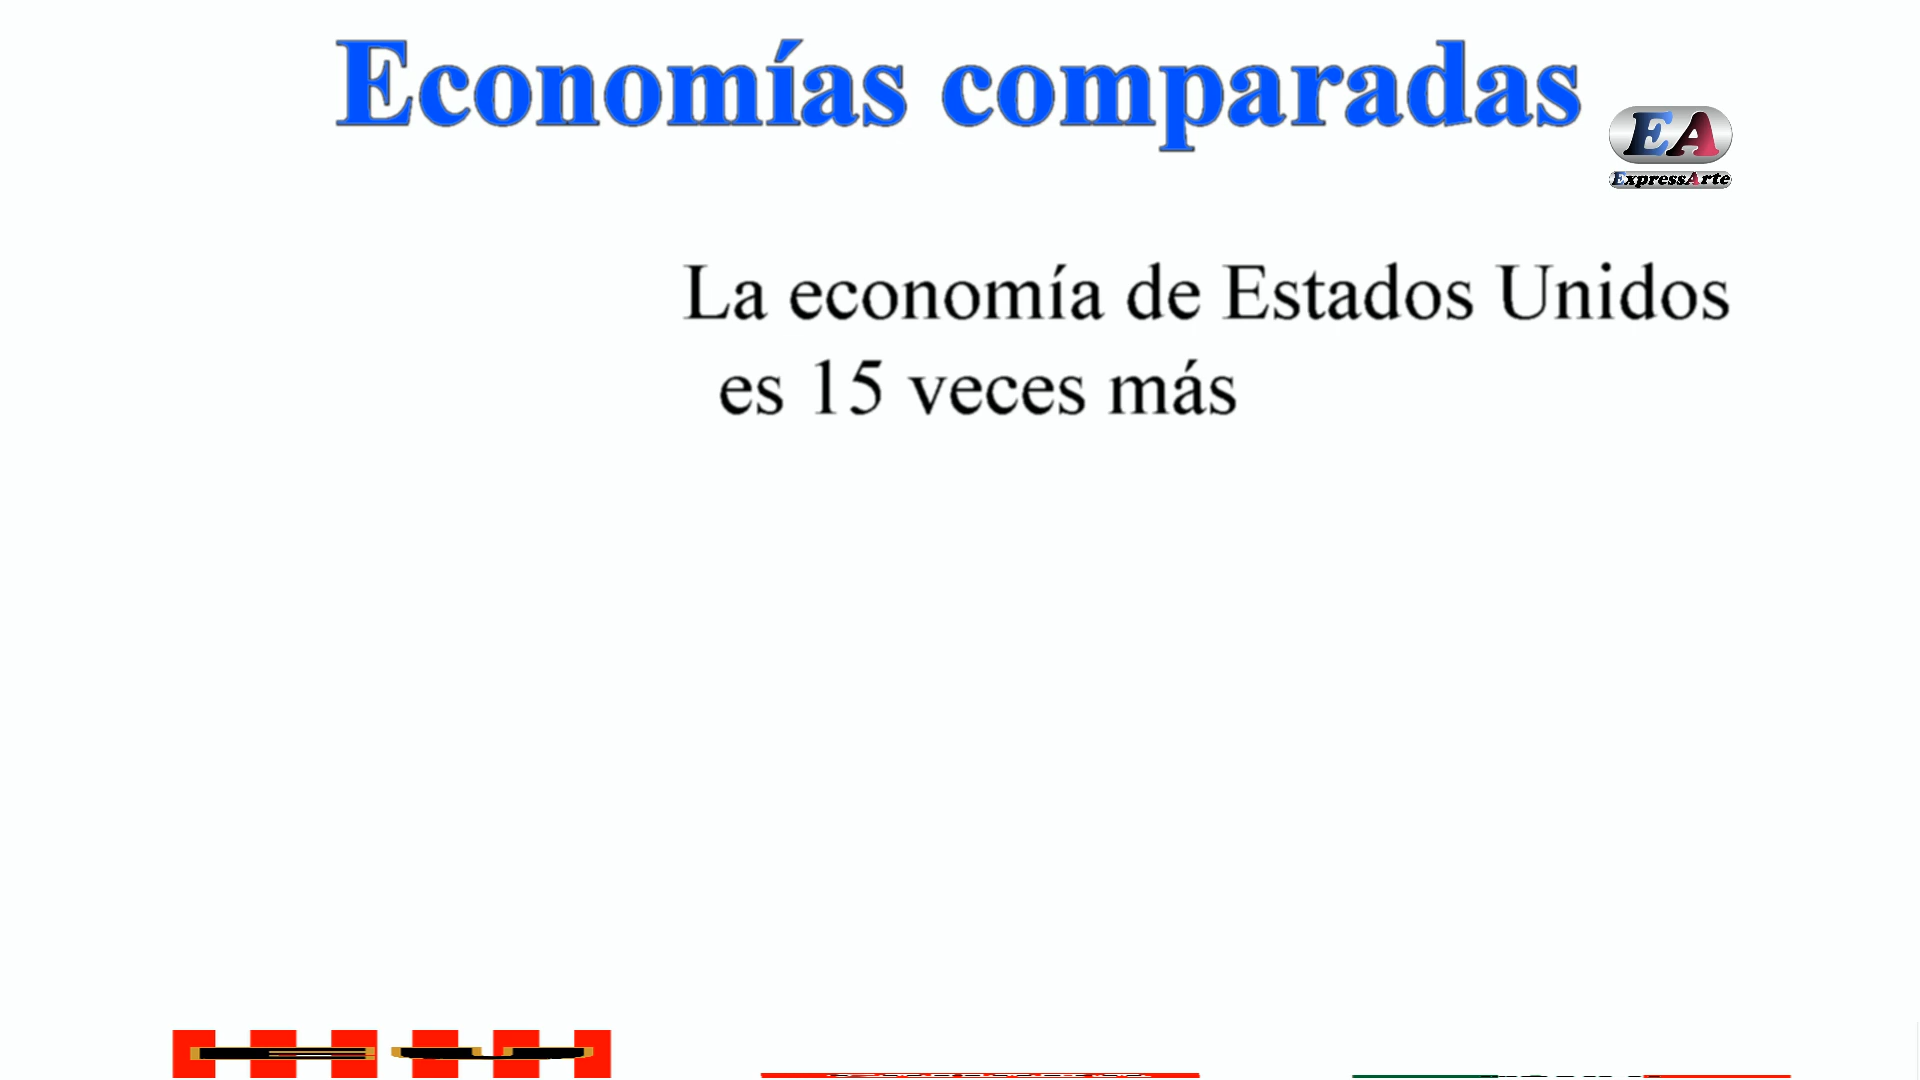 Economías comparadas
EA
ExpressArte
La economía de Estados Unidos
es 15 veces más